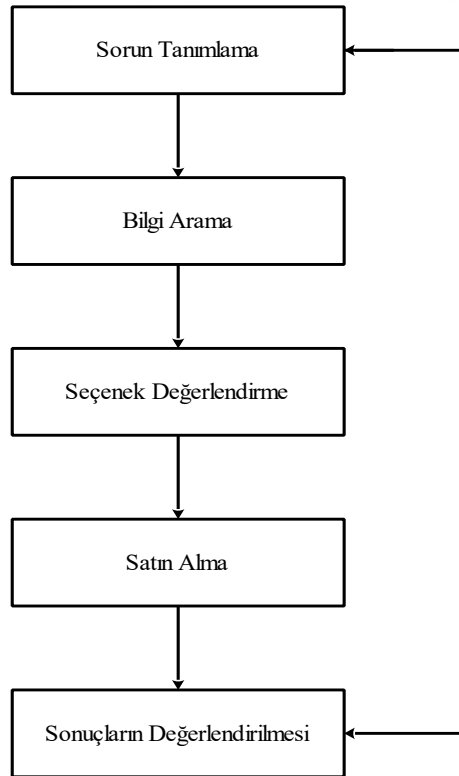 Sorun Tanımlama
Bilgi Arama
Seçenek Değerlendirme
Satın Alma
Sonuçların Değerlendirilmesi